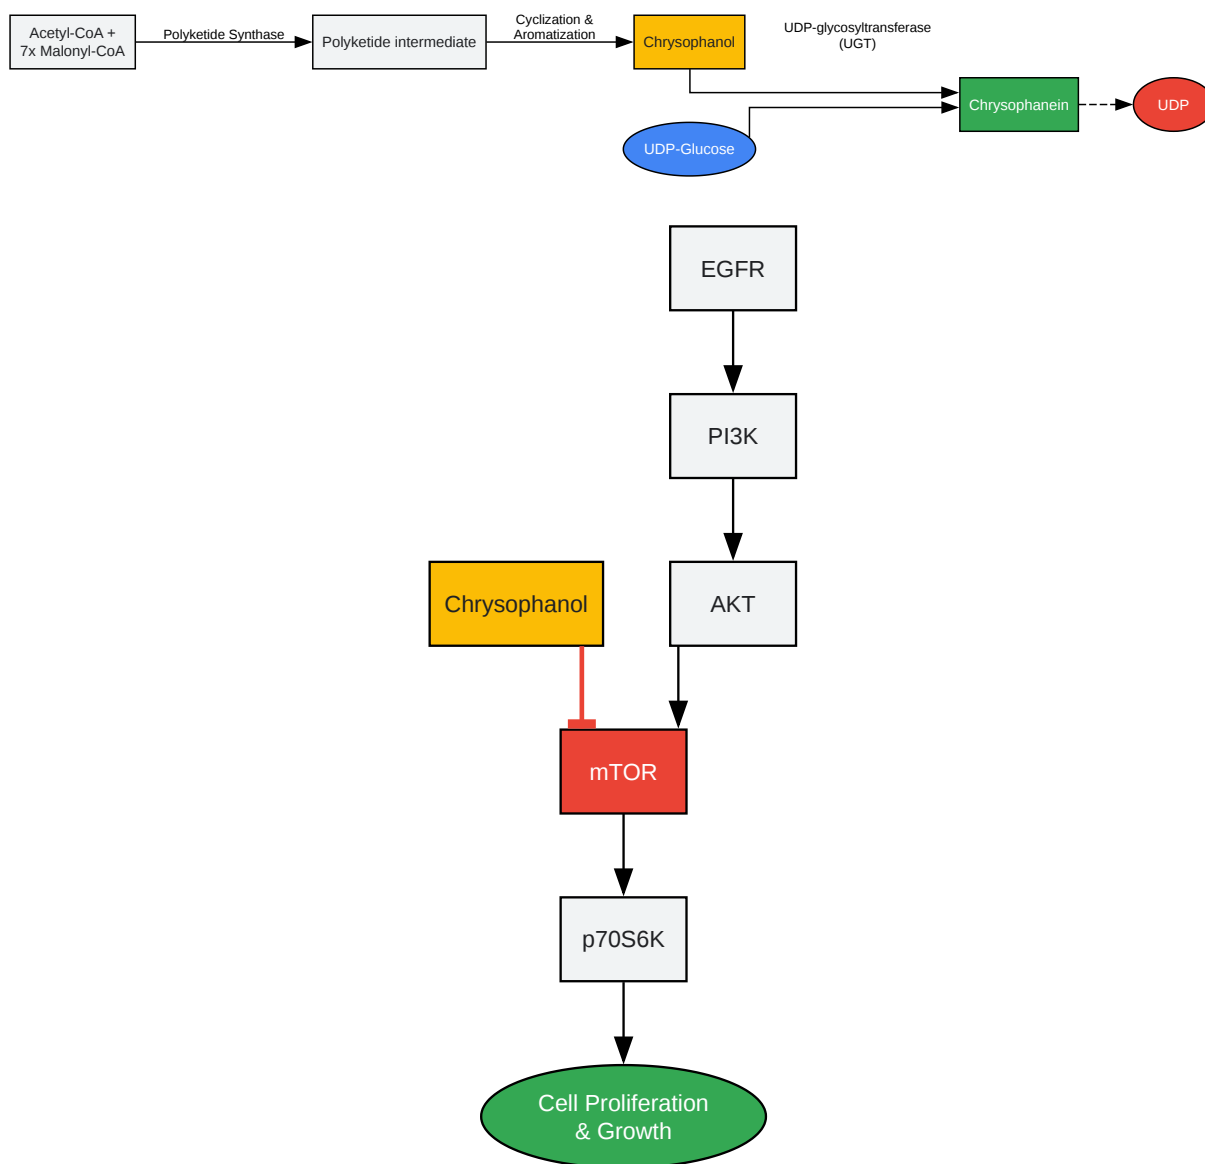 Acetyl-CoA +
7x Malonyl-CoA
Polyketide Synthase
Polyketide intermediate
Cyclization &
Aromatization
Chrysophanol
UDP-glycosyltransferase
(UGT)
UDP-Glucose
Chrysophanein
UDP
EGFR
PI3K
Chrysophanol
AKT
mTOR
p70S6K
Cell Proliferation
& Growth